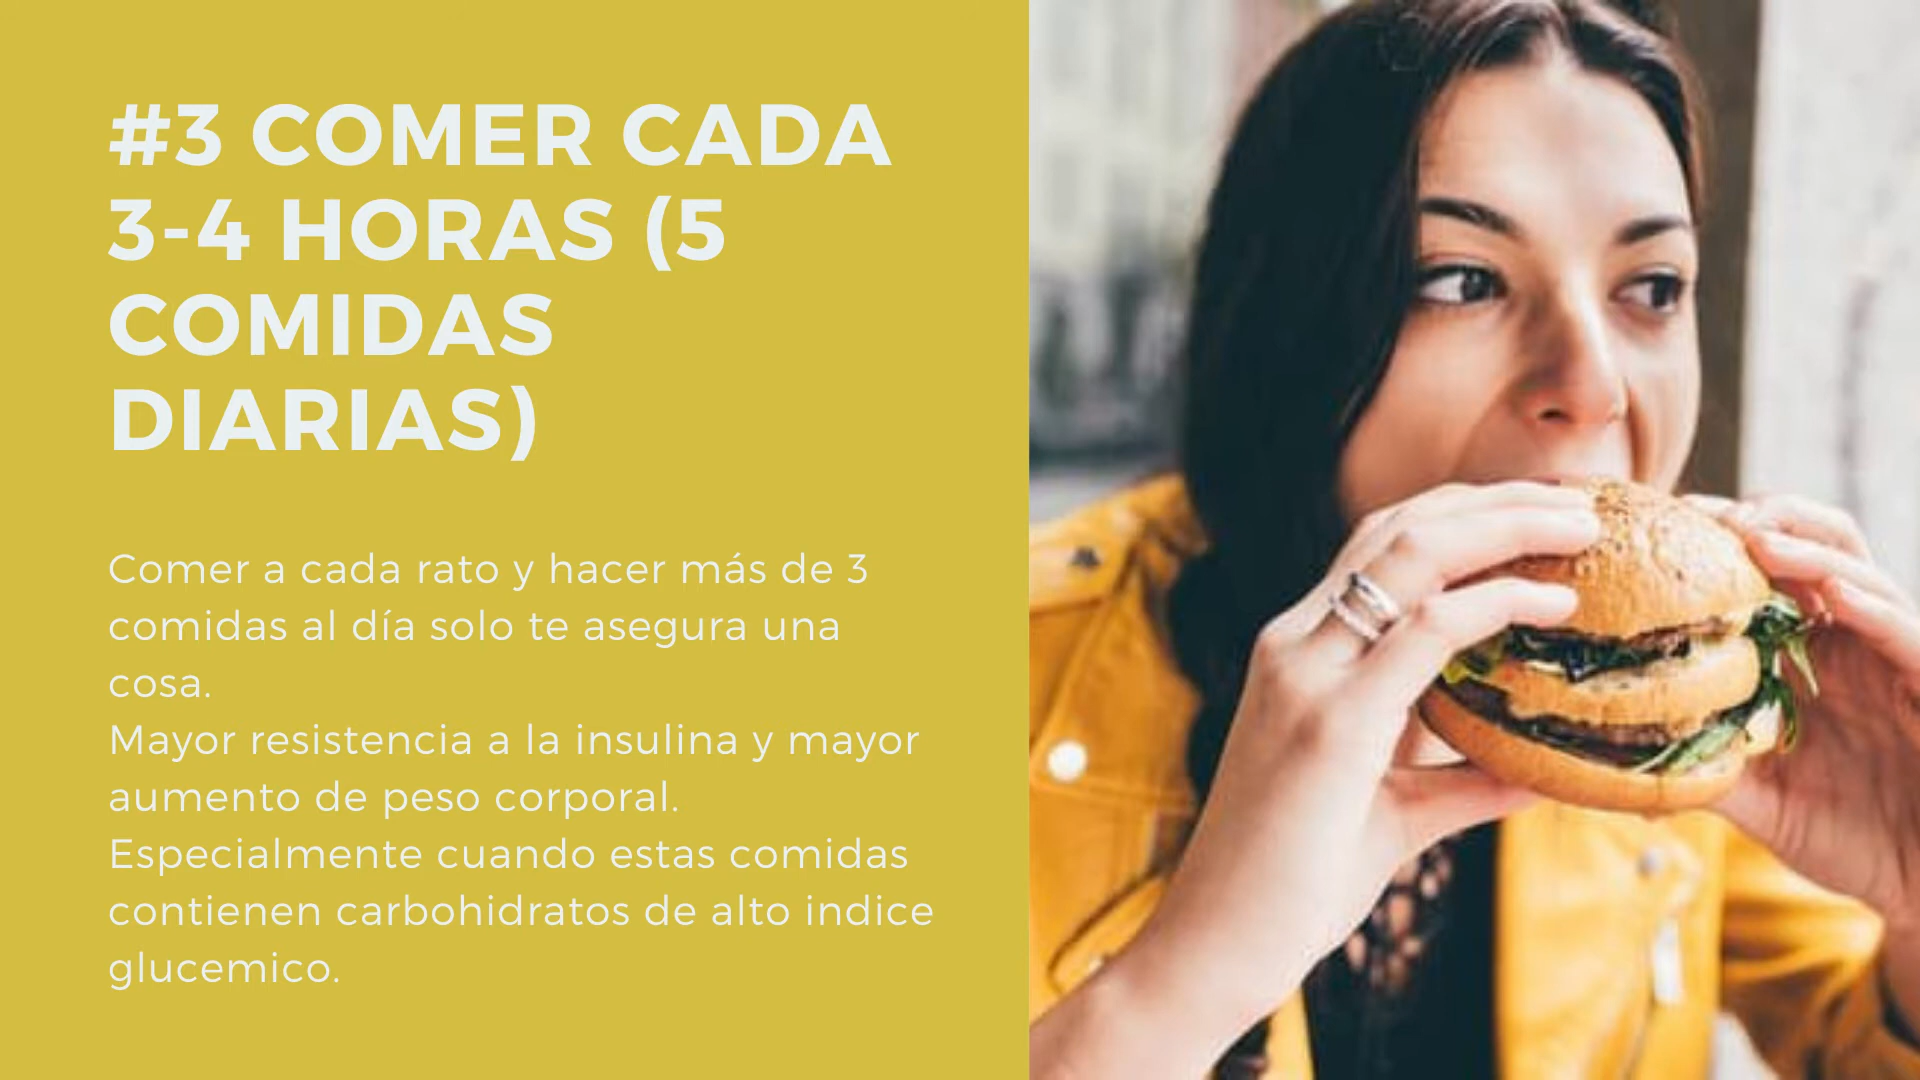 #3 COMER CADA
3-4 HORAS (5
COMIDAS
DIARIAS)
Comer a cada rato y hacer más de 3
comidas al día solo te asegura una
cosa.
Mayor resistencia a la insulina y mayor
aumento de peso corporal.
Especialmente cuando estas comidas
contienen carbohidratos de alto indice
glucemico.